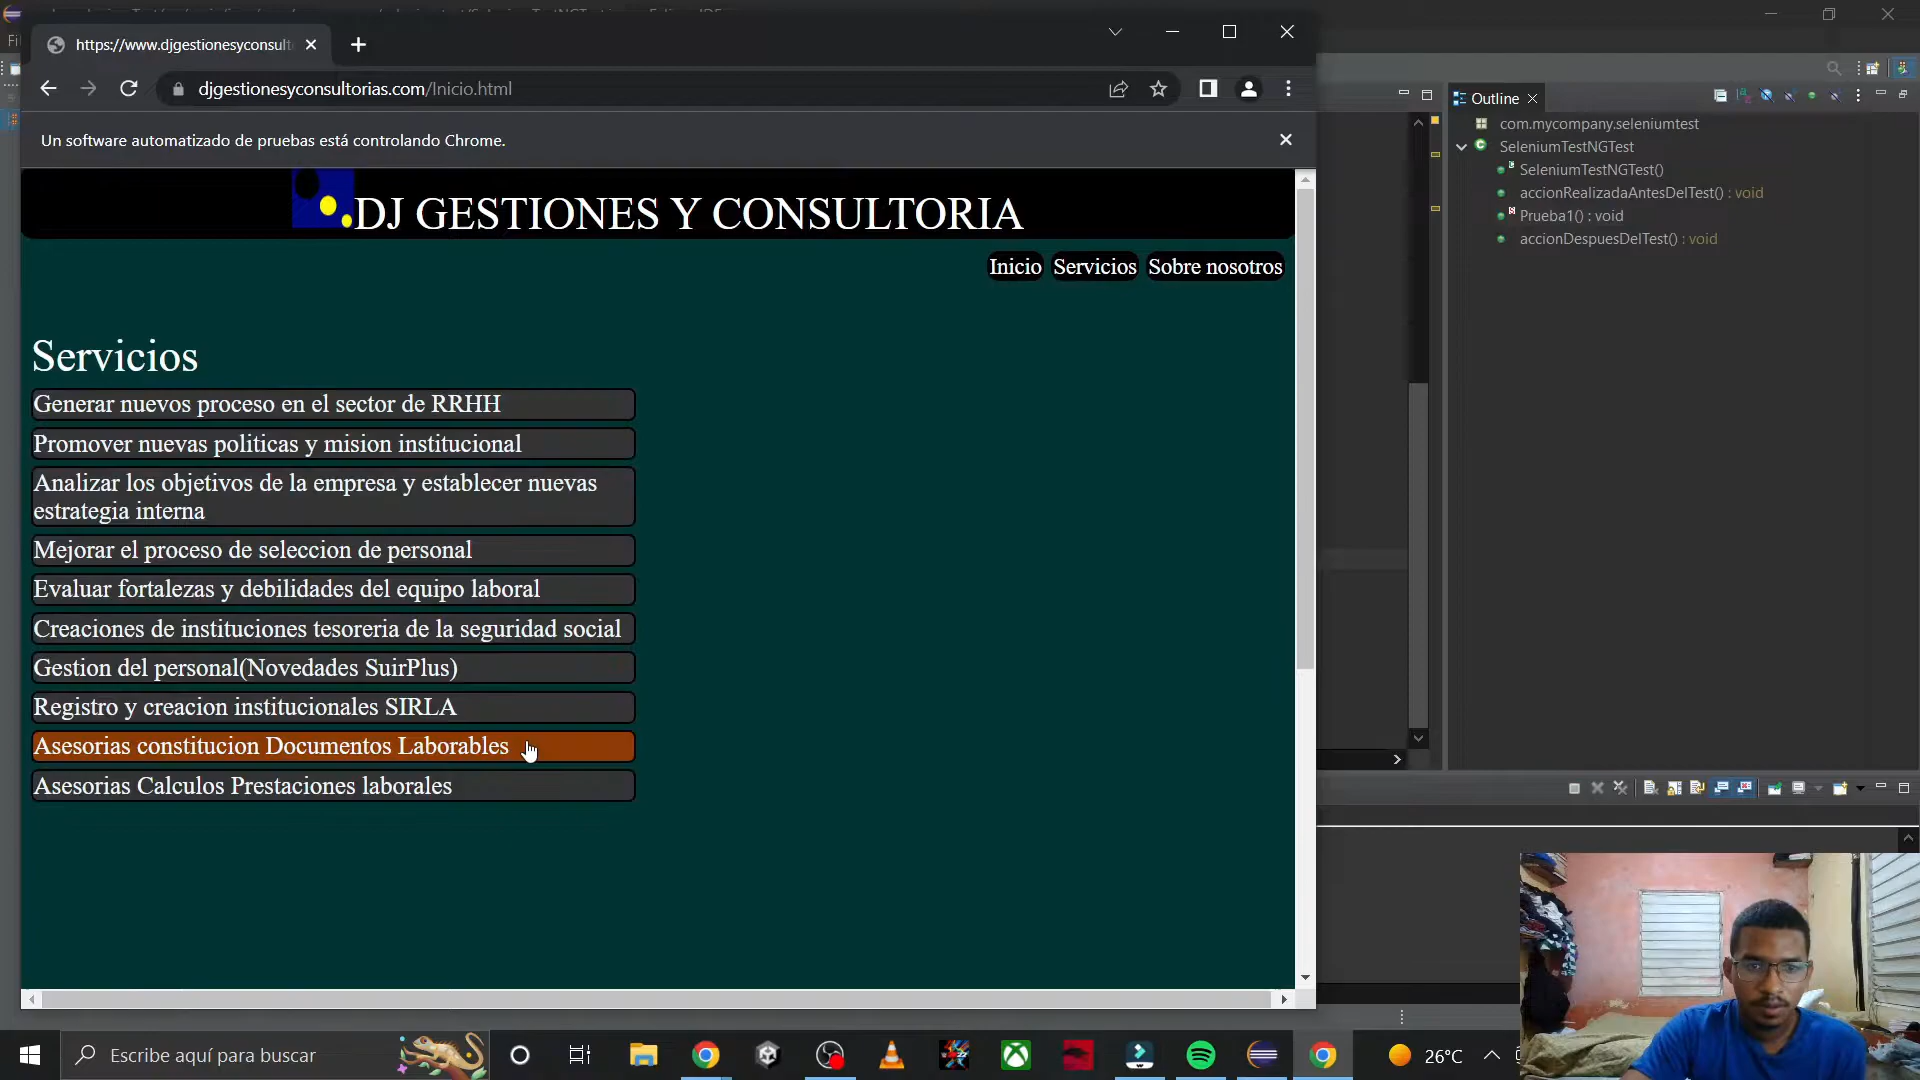 https://www.djgestionesyconsult
djgestionesyconsultorias.com/Inicio.html
Un software automatizado de pruebas está controlando Chrome.
DJ GESTIONES Y CONSULTORIA
Inicio Servicios Sobre nosotros
Servicios
Generar nuevos proceso en el sector de RRHH
Promover nuevas politicas y mision institucional
Analizar los objetivos de la empresa y establecer nuevas
estrategia interna
Mejorar el proceso de seleccion de personal
Evaluar fortalezas y debilidades del equipo laboral
Creaciones de instituciones tesoreria de la seguridad social
Gestion del personal(Novedades SuirPlus)
Registro y creacion institucionales SIRLA
Asesorias constitucion Documentos Laborables
Asesorias Calculos Prestaciones laborales
Outline
com.mycompany.seleniumtest
SeleniumTestNGTest
SeleniumTestNGTest()
accionRealizadaAntesDelTest() : void
Prueba1() : void
accionDespuesDelTest() : void
Escribe aquí para buscar
26°C